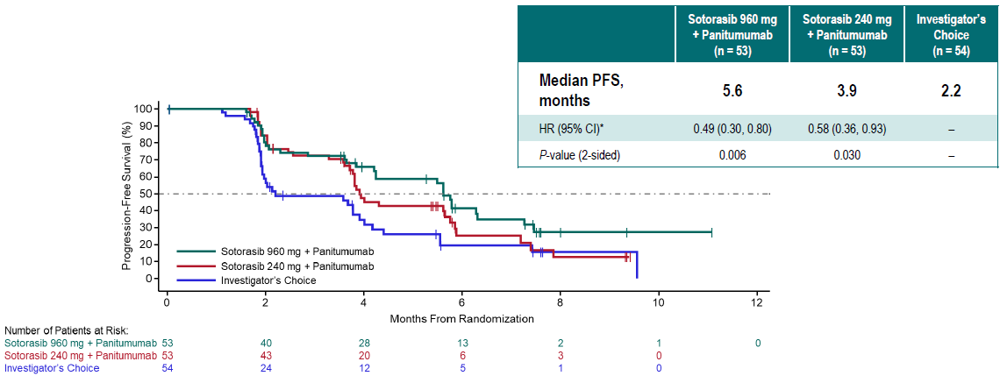 Sotorasib 960 mg + Panitumumab (n = 53) Sotorasib 240 mg + Panitumumab (n = 53) Investigator's Choice (n = 54)
Median PFS, months 5.6 3.9 2.2
HR (95% CI)* 0.49 (0.30, 0.80) 0.58 (0.36, 0.93) –
P-value (2-sided) 0.006 0.030 –
Progression-Free Survival (%)
100
90
80
70
60
50
40
30
20
10
0
Sotorasib 960 mg + Panitumumab
Sotorasib 240 mg + Panitumumab
Investigator's Choice
0 2 4 6 8 10 12
Months From Randomization
Number of Patients at Risk:
Sotorasib 960 mg + Panitumumab 53 40 28 13 2 1 0
Sotorasib 240 mg + Panitumumab 53 43 20 6 3 0
Investigator's Choice 54 24 12 5 1 0